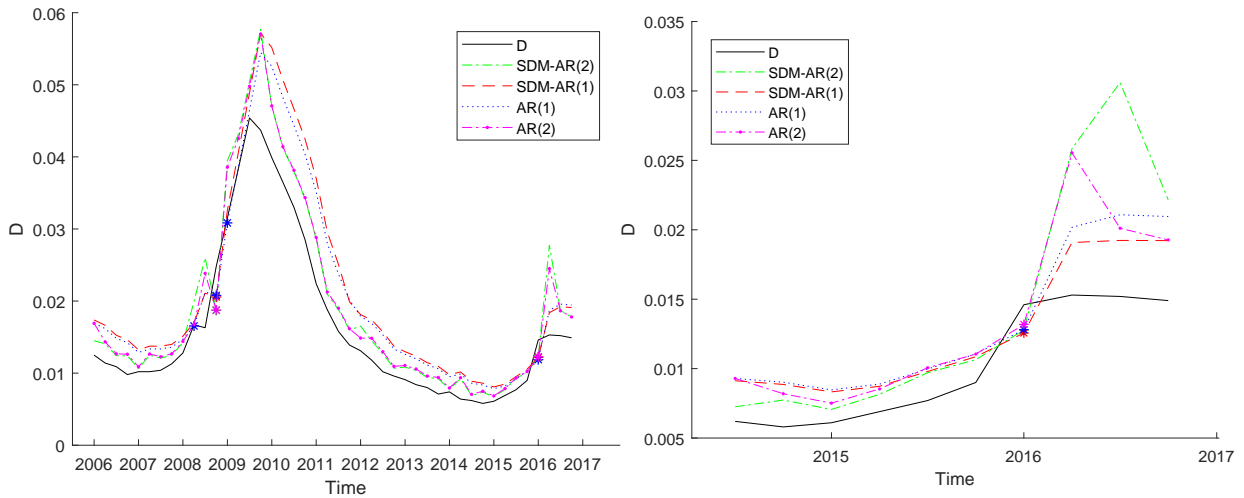 0.06
0.05
0.04
0.03
0.02
0.01
0
D
2006 2007 2008 2009 2010 2011 2012 2013 2014 2015 2016 2017
Time
D
SDM-AR(2)
SDM-AR(1)
AR(1)
AR(2)
0.035
0.03
0.025
0.02
0.015
0.01
0.005
D
2015 2016 2017
Time
D
SDM-AR(2)
SDM-AR(1)
AR(1)
AR(2)